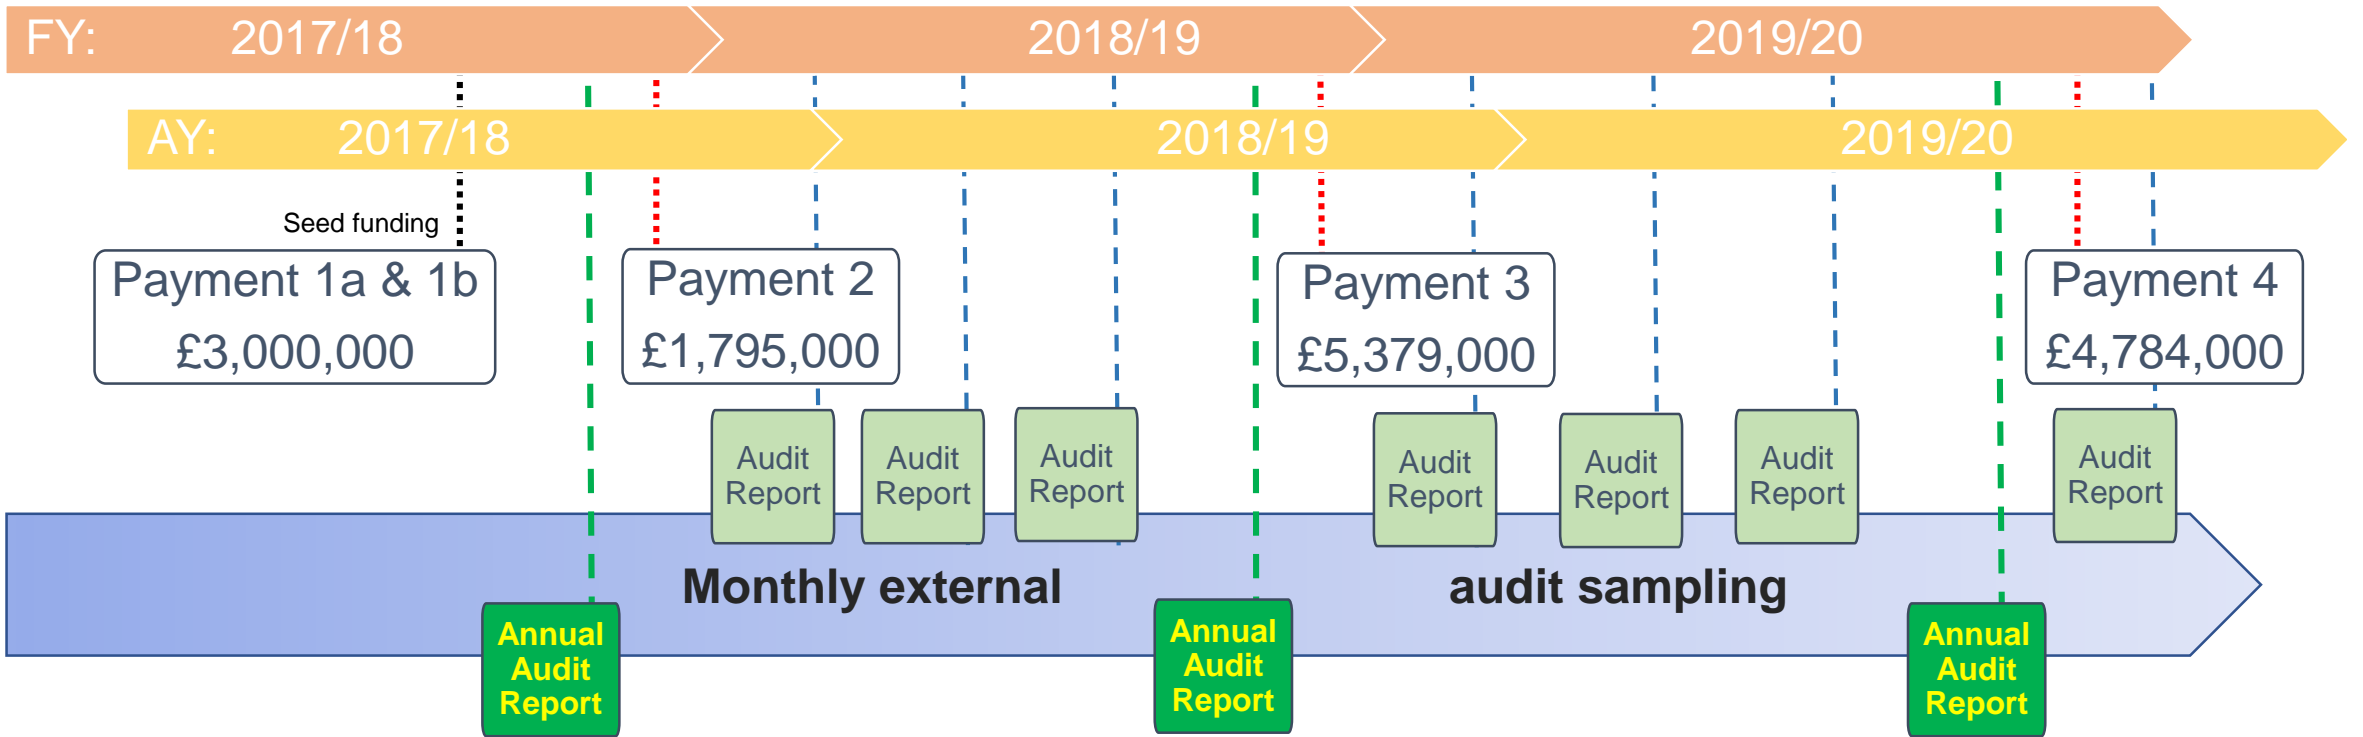 FY: 2017/18 2018/19 2019/20
AY: 2017/18 2018/19 2019/20
Seed funding
Payment 1a & 1b
£3,000,000
Payment 2
£1,795,000
Payment 3
£5,379,000
Payment 4
£4,784,000
Audit
Report
Audit
Report
Audit
Report
Audit
Report
Audit
Report
Audit
Report
Audit
Report
Monthly external audit sampling
Annual
Audit
Report
Annual
Audit
Report
Annual
Audit
Report